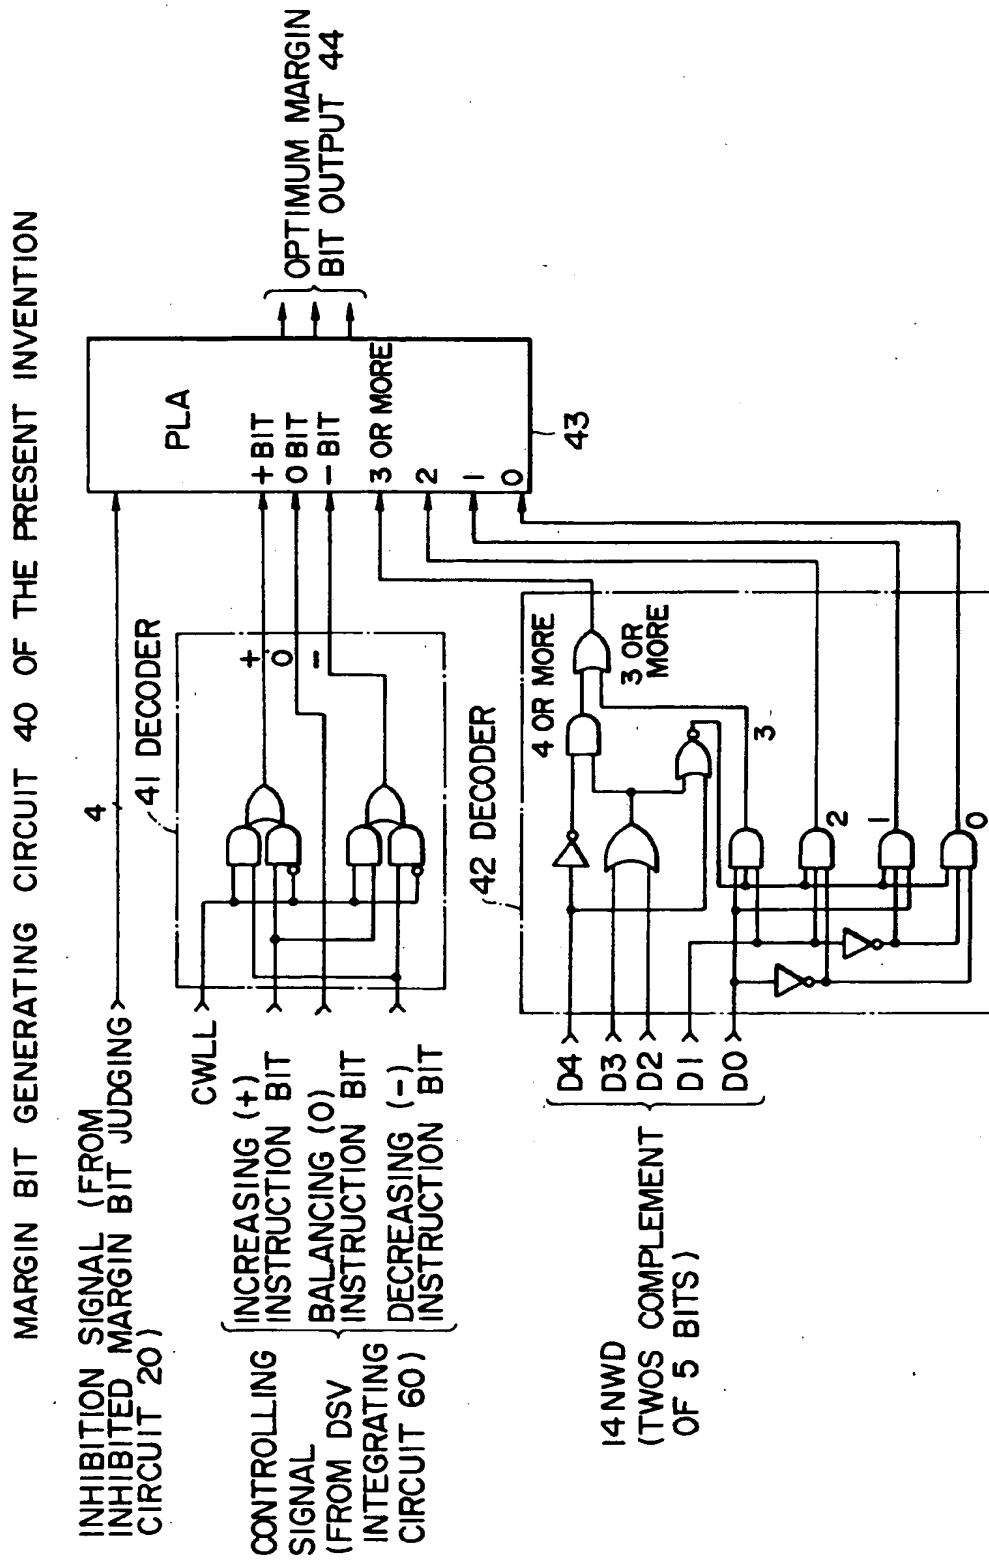 MARGIN BIT GENERATING CIRCUIT 40 OF THE PRESENT INVENTION
INHIBITION SIGNAL (FROM
INHIBITED MARGIN BIT JUDGING
CIRCUIT 20)
4
CONTROLLING
SIGNAL
(FROM DSV
INTEGRATING
CIRCUIT 60)
CWLL
INCREASING (+)
INSTRUCTION BIT
BALANCING (0)
INSTRUCTION BIT
DECREASING (-)
INSTRUCTION BIT
41 DECODER
+
0
-
PLA
+ BIT
0 BIT
- BIT
3 OR MORE
2
1
0
43
OPTIMUM MARGIN
BIT OUTPUT 44
14NWD
(TWOS COMPLEMENT
OF 5 BITS)
D4
D3
D2
D1
D0
42 DECODER
4 OR MORE
3 OR
MORE
3
2
1
0